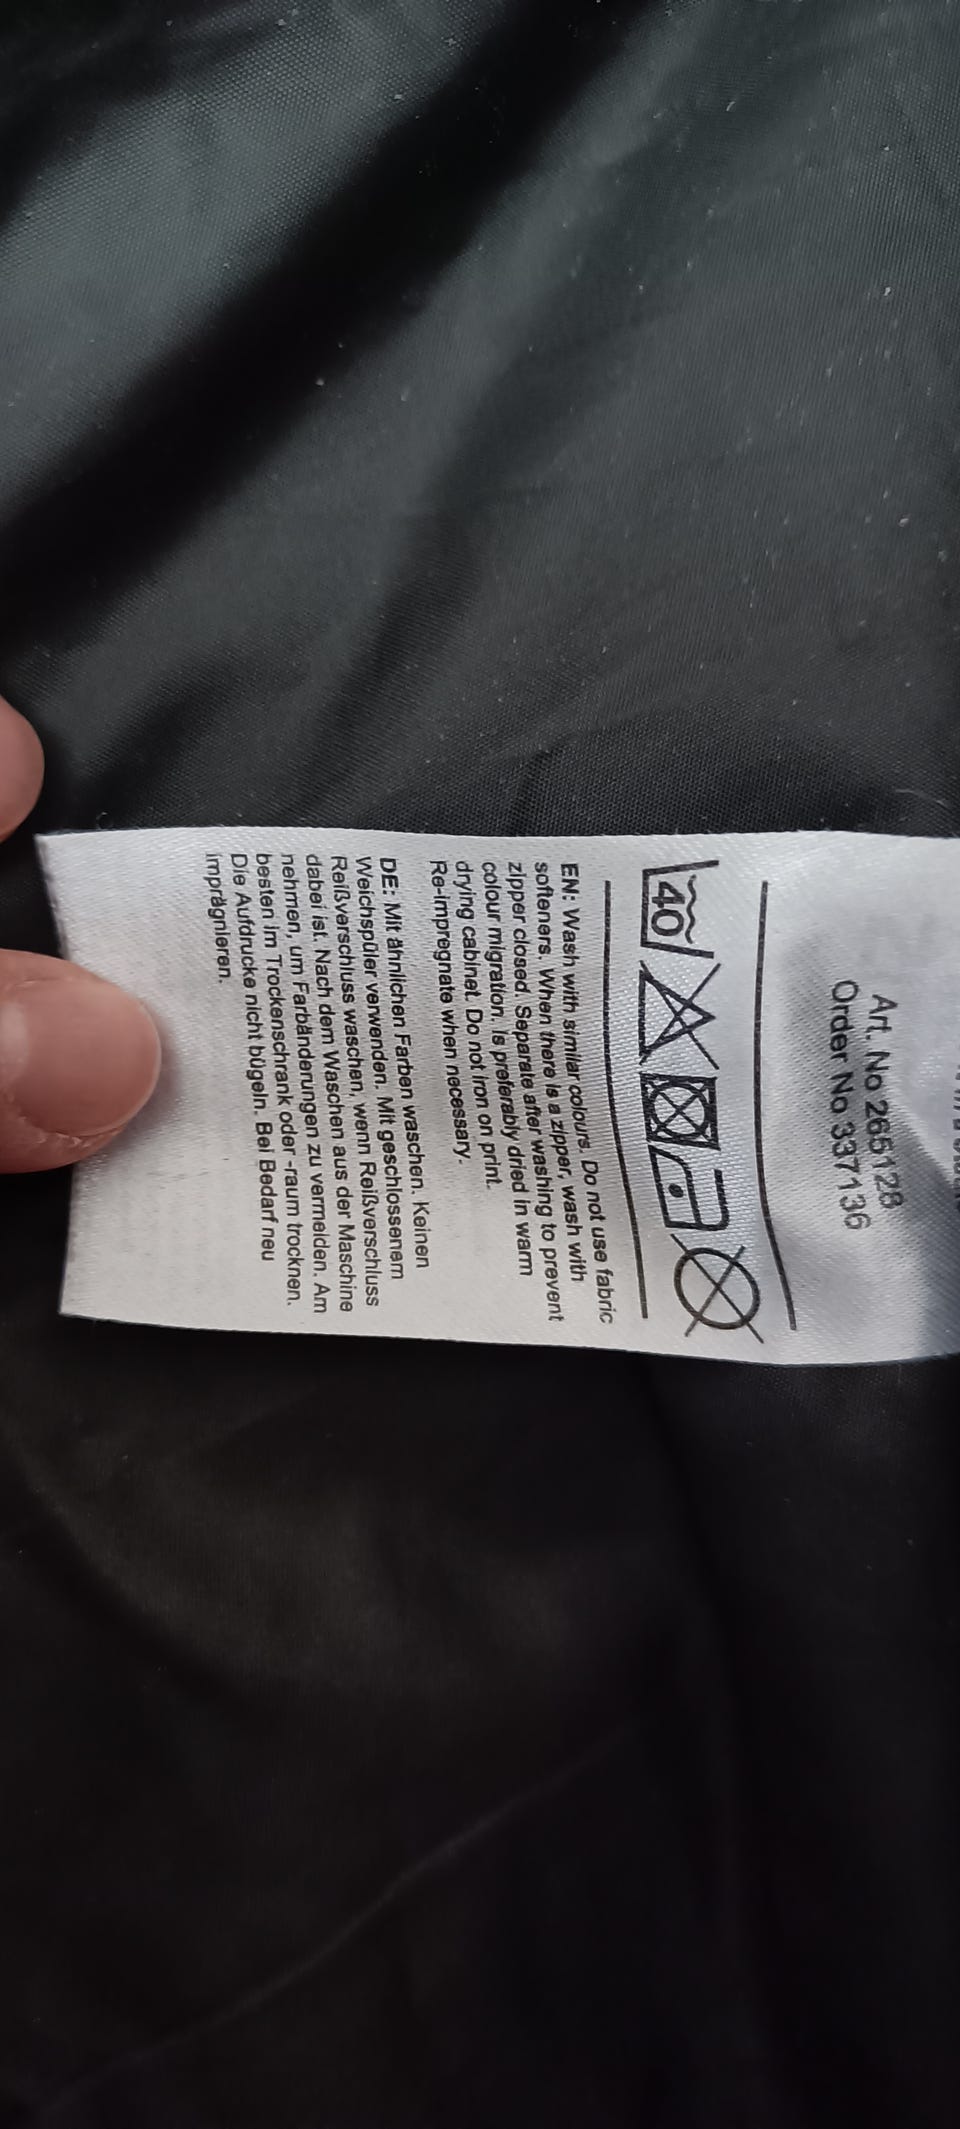 Art. No 265128
Order No 337136
40
EN: Wash with similar colours. Do not use fabric
softeners. When there is a zipper, wash with
zipper closed. Separate after washing to prevent
colour migration. Is preferably dried in warm
drying cabinet. Do not iron on print.
Re-impregnate when necessary.
DE: Mit ähnlichen Farben waschen. Keinen
Weichspüler verwenden. Mit geschlossenem
Reißverschluss waschen, wenn Reißverschluss
dabei ist. Nach dem Waschen aus der Maschine
nehmen, um Farbänderungen zu vermeiden. Am
besten im Trockenschrank oder -raum trocknen.
Die Aufdrucke nicht bügeln. Bei Bedarf neu
imprägnieren.